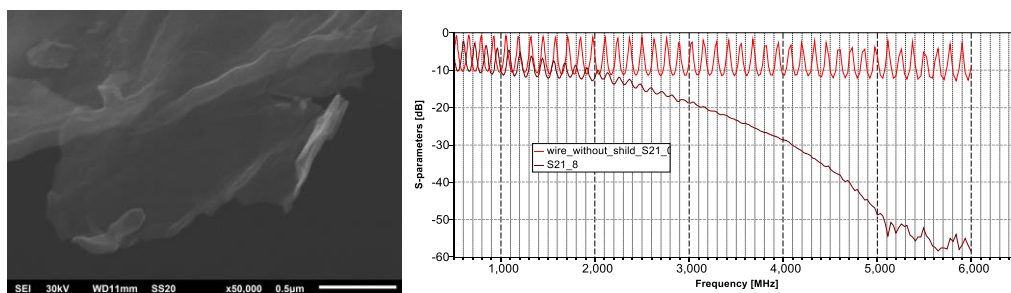 SEI 30kV WD11mm SS20 x50,000 0.5µm
S-parameters [dB]
0
-10
-20
-30
-40
-50
-60
wire_without_shild_S21_
S21_8
1,000 2,000 3,000 4,000 5,000 6,000
Frequency [MHz]